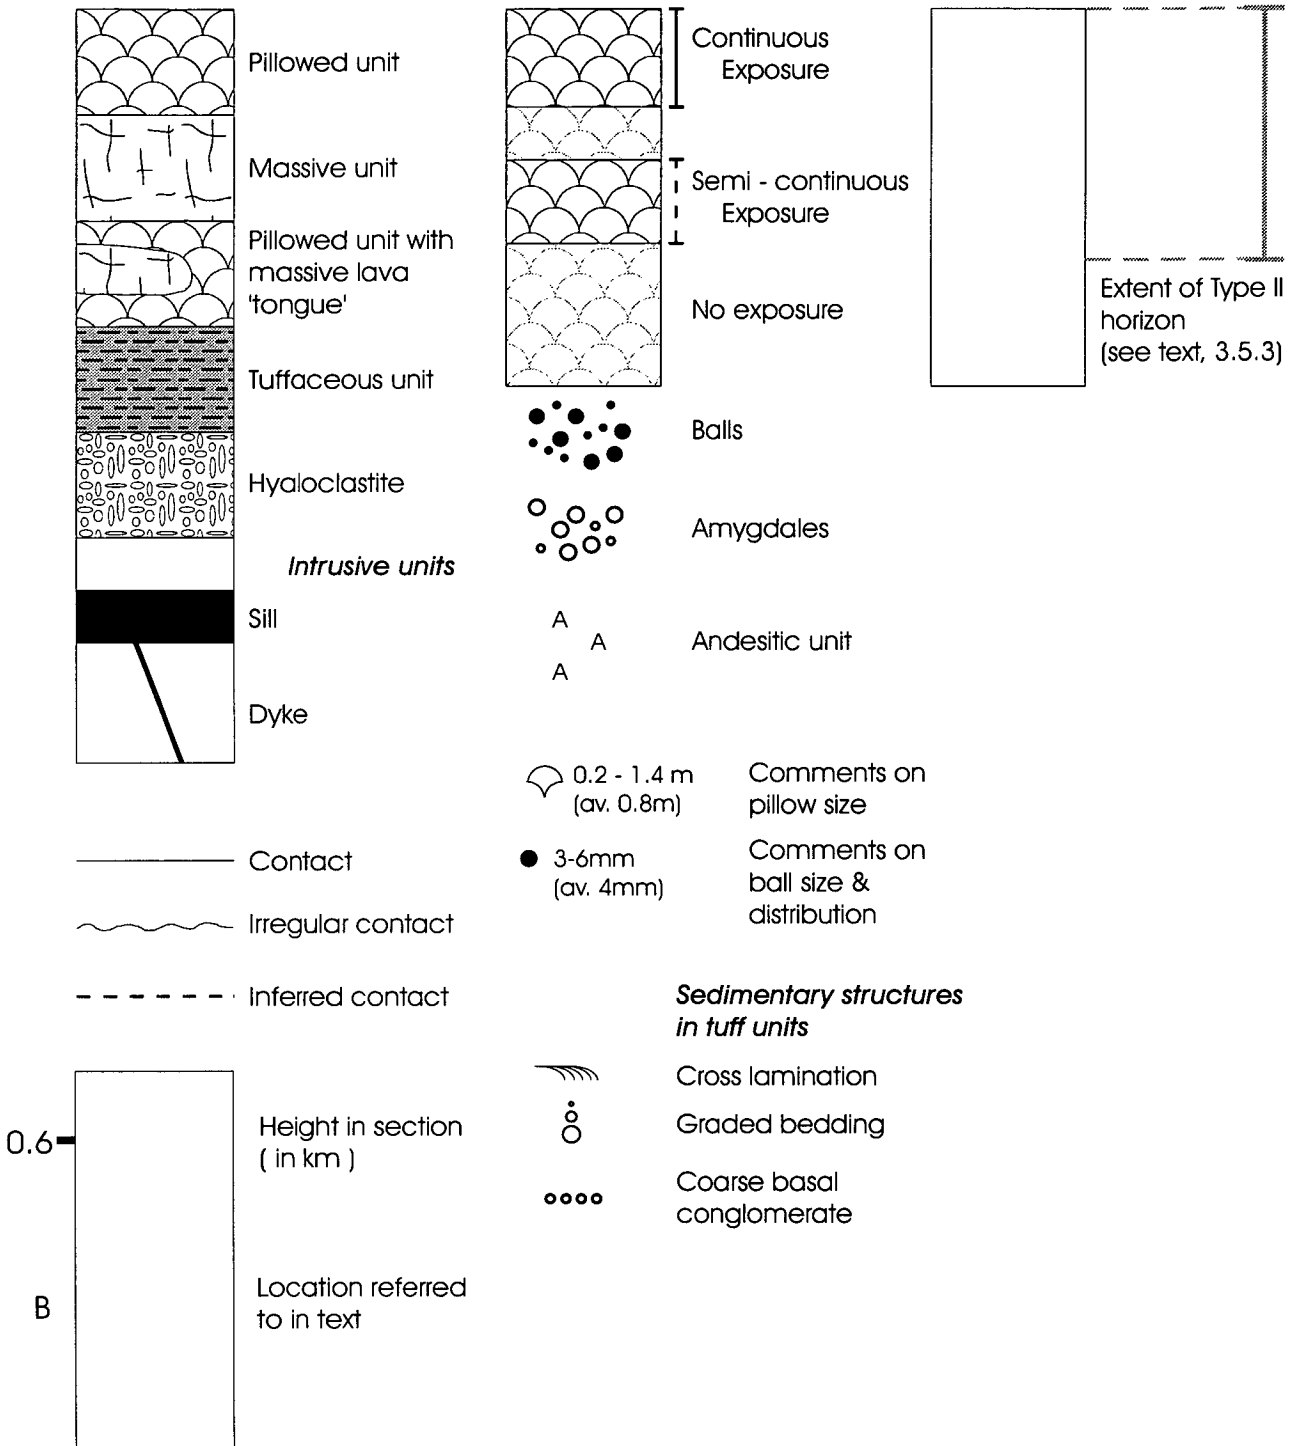 Pillowed unit
Massive unit
Pillowed unit with
massive lava
'tongue'
Tuffaceous unit
Hyaloclastite
Intrusive units
Sill
Dyke
Contact
Irregular contact
Inferred contact
0.6
Height in section
( in km )
B
Location referred
to in text
Continuous
Exposure
Semi - continuous
Exposure
No exposure
Balls
Amygdales
A
A
A
Andesitic unit
0.2 - 1.4 m
(av. 0.8m)
Comments on
pillow size
3-6mm
(av. 4mm)
Comments on
ball size &
distribution
Sedimentary structures
in tuff units
Cross lamination
Graded bedding
Coarse basal
conglomerate
Extent of Type II
horizon
(see text, 3.5.3)